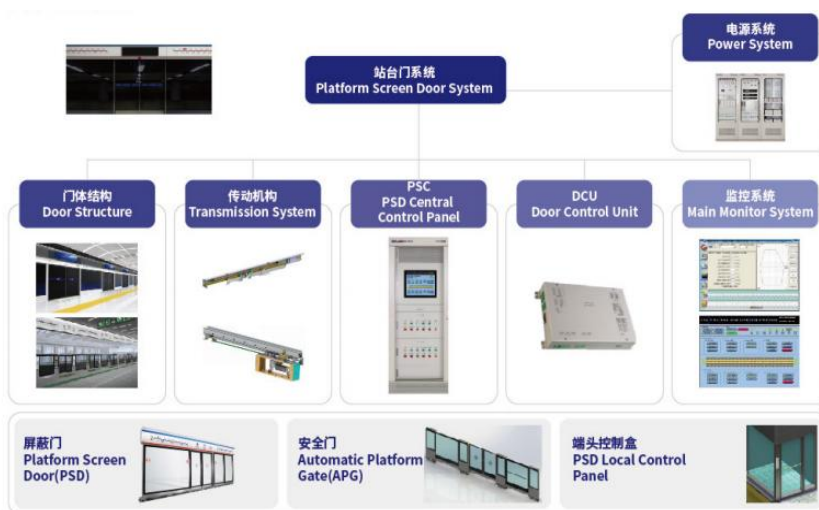 电源系统
Power System
站台门系统
Platform Screen Door System
门体结构
Door Structure
传动机构
Transmission System
PSC
PSD Central
Control Panel
DCU
Door Control Unit
监控系统
Main Monitor System
屏蔽门
Platform Screen
Door(PSD)
安全门
Automatic Platform
Gate(APG)
端头控制盒
PSD Local Control
Panel